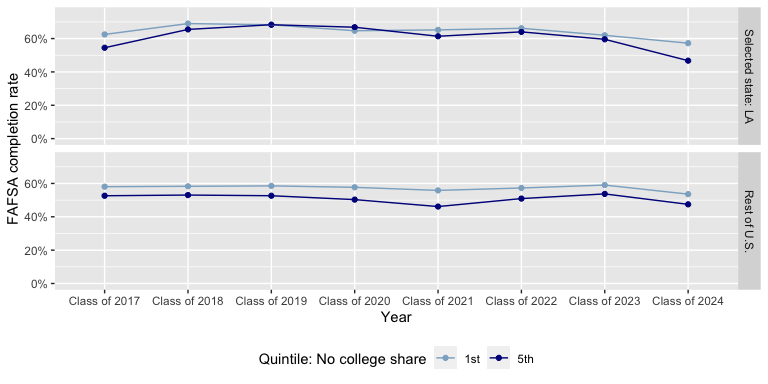 FAFSA completion rate
60%
40%
20%
0%
Selected state: LA
60%
40%
20%
0%
Rest of U.S.
Class of 2017 Class of 2018 Class of 2019 Class of 2020 Class of 2021 Class of 2022 Class of 2023 Class of 2024
Year
Quintile: No college share 1st 5th